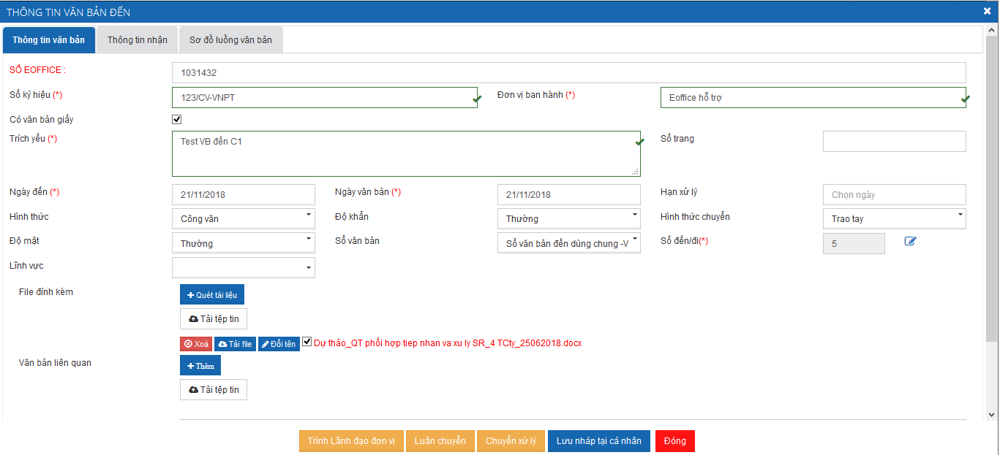 THÔNG TIN VĂN BẢN ĐẾN
Thông tin văn bản Thông tin nhận Sơ đồ luồng văn bản
SỐ EOFFICE : 1031432
Số ký hiệu (*) 123/CV-VNPT Đơn vị ban hành (*) Eoffice hỗ trợ
Có văn bản giấy
Trích yếu (*) Test VB đến C1 Số trang
Ngày đến (*) 21/11/2018 Ngày văn bản (*) 21/11/2018 Hạn xử lý Chọn ngày
Hình thức Công văn Độ khẩn Thường Hình thức chuyển Trao tay
Độ mật Thường Sổ văn bản Sổ văn bản đến dùng chung -V Số đến/đi(*) 5
Lĩnh vực
File đính kèm Quét tài liệu
Tải tệp tin
Xoá Tải file Đổi tên Dự thảo_QT phối hợp tiep nhan va xu ly SR_4 TCty_25062018.docx
Văn bản liên quan Thêm
Tải tệp tin
Trình Lãnh đạo đơn vị Luân chuyển Chuyển xử lý Lưu nháp tại cá nhân Đóng